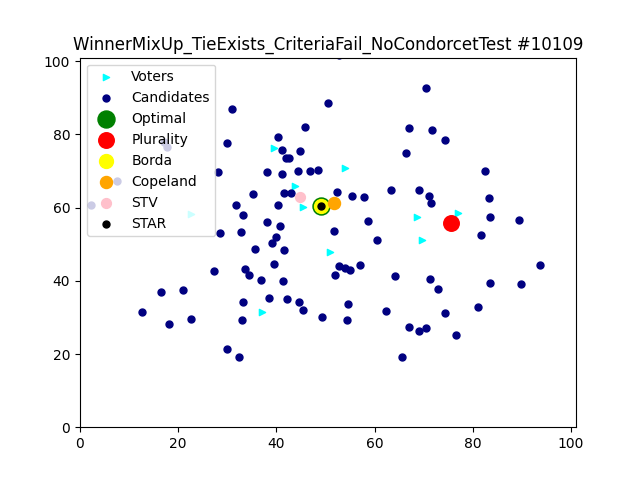 WinnerMixUp_TieExists_CriteriaFail_NoCondorcetTest #10109
100
80
60
40
20
0
Voters
Candidates
Optimal
Plurality
Borda
Copeland
STV
STAR
0 20 40 60 80 100